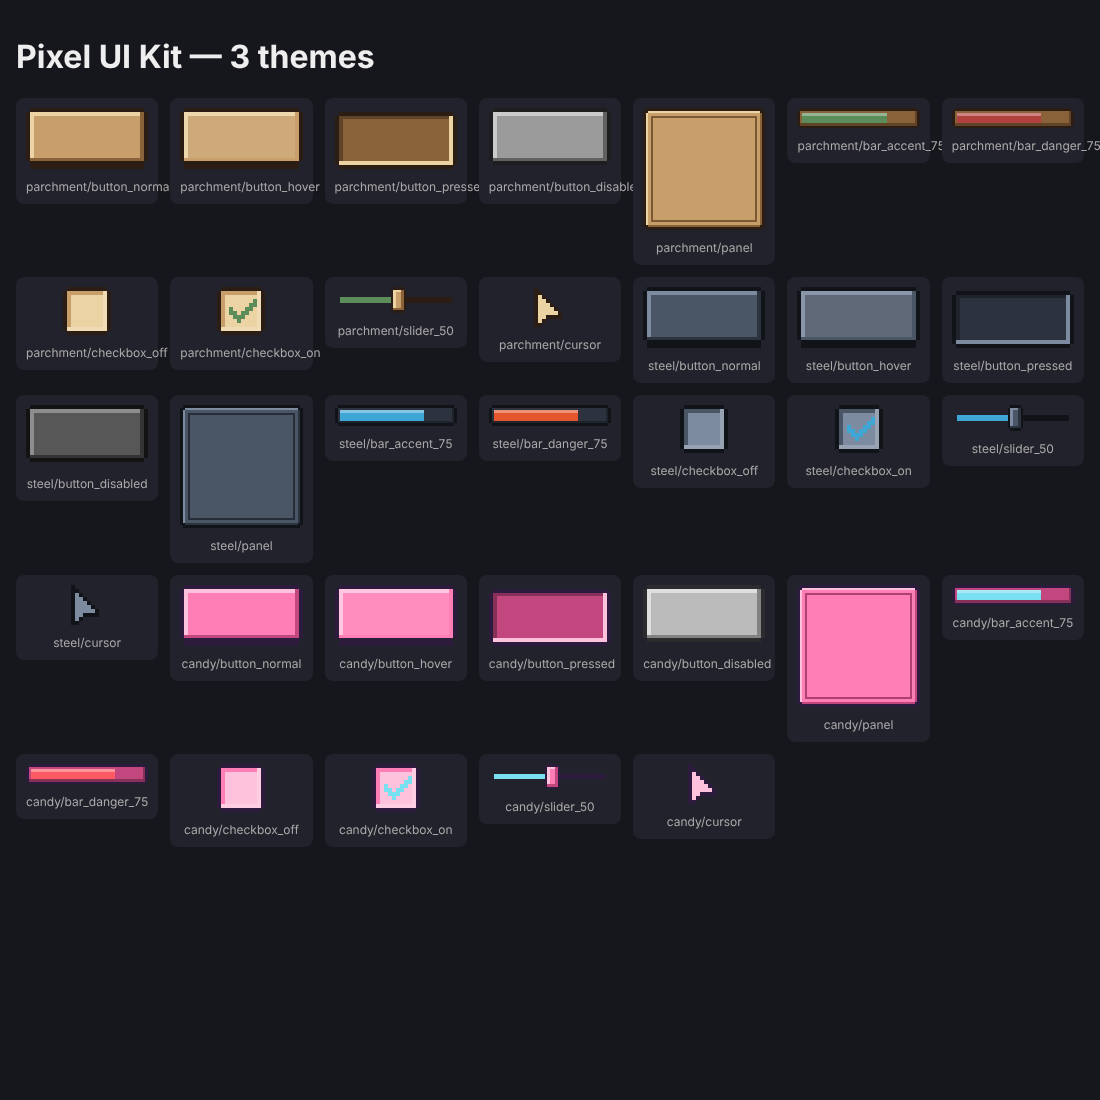 Pixel UI Kit — 3 themes
parchment/button_norma
parchment/button_hover
parchment/button_presse
parchment/button_disable
parchment/panel
parchment/bar_accent_75
parchment/bar_danger_75
parchment/checkbox_off
parchment/checkbox_on
parchment/slider_50
parchment/cursor
steel/button_normal
steel/button_hover
steel/button_pressed
steel/button_disabled
steel/panel
steel/bar_accent_75
steel/bar_danger_75
steel/checkbox_off
steel/checkbox_on
steel/slider_50
steel/cursor
candy/button_normal
candy/button_hover
candy/button_pressed
candy/button_disabled
candy/panel
candy/bar_accent_75
candy/bar_danger_75
candy/checkbox_off
candy/checkbox_on
candy/slider_50
candy/cursor